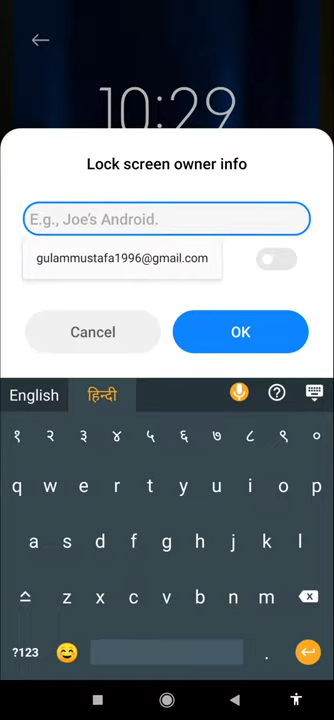 10:29
Lock screen owner info
E.g., Joe's Android.
gulammustafa1996@gmail.com
Cancel
OK
English हिन्दी
१ २ ३ ४ ५ ६ ७ ८ ९ ०
q w e r t y u i o p
a s d f g h j k l
z x c v b n m
?123 .